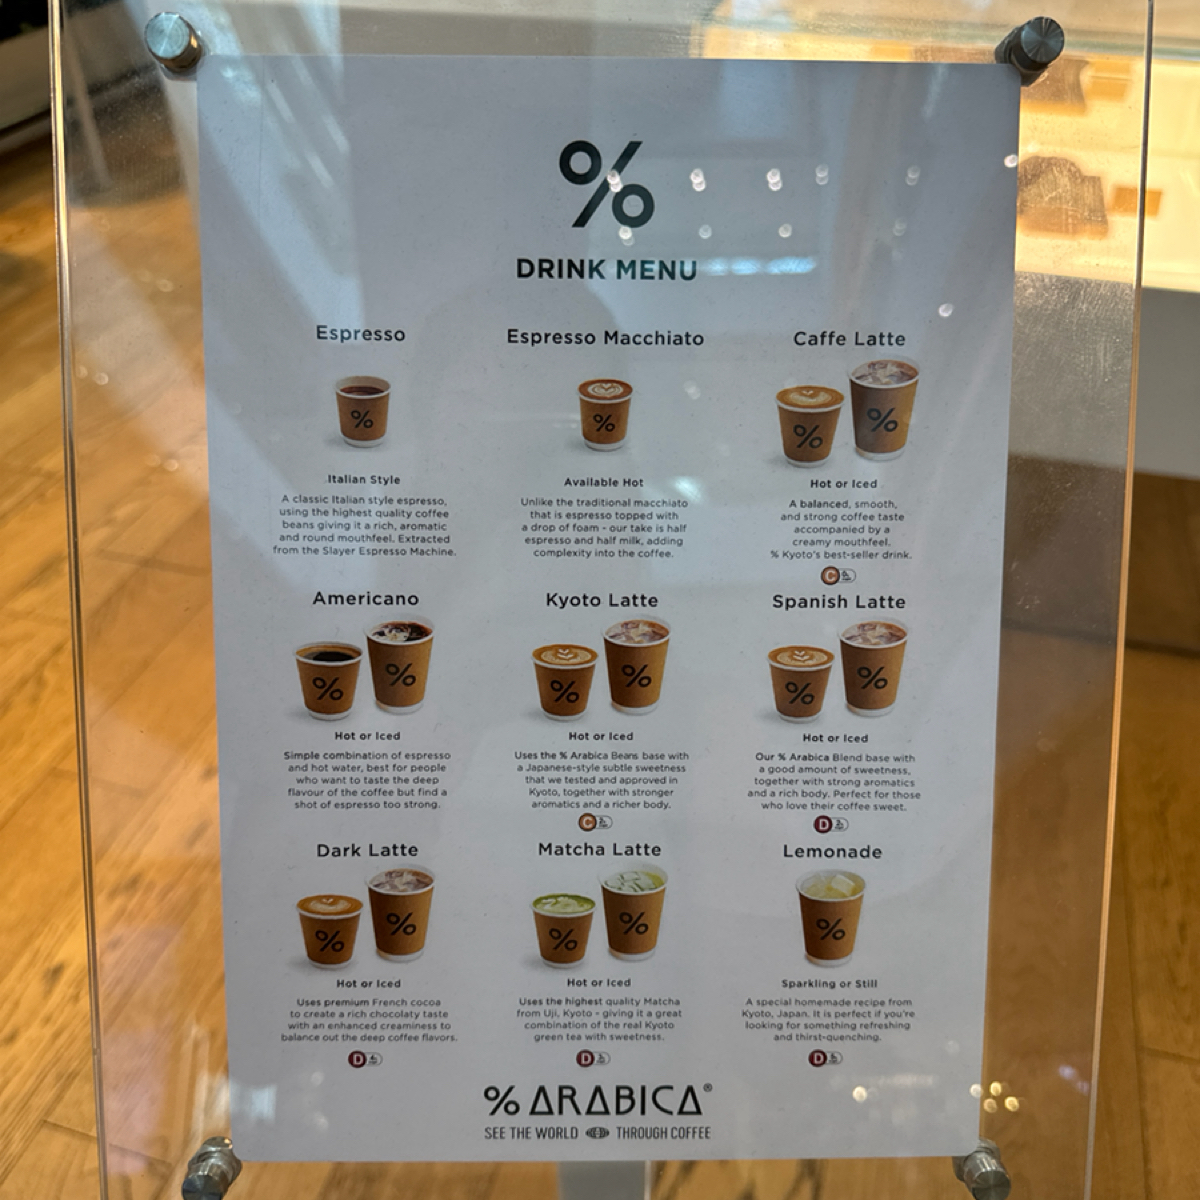 %
DRINK MENU
Espresso
%
Italian Style
A classic Italian style espresso,
using the highest quality coffee
beans giving it a rich, aromatic
and round mouthfeel. Extracted
from the Slayer Espresso Machine.
Espresso Macchiato
%
Available Hot
Unlike the traditional macchiato
that is espresso topped with
a drop of foam - our take is half
espresso and half milk, adding
complexity into the coffee.
Caffe Latte
% %
Hot or Iced
A balanced, smooth,
and strong coffee taste
accompanied by a
creamy mouthfeel.
% Kyoto's best-seller drink.
C
Americano
% %
Hot or Iced
Simple combination of espresso
and hot water, best for people
who want to taste the deep
flavour of the coffee but find a
shot of espresso too strong.
Kyoto Latte
% %
Hot or Iced
Uses the % Arabica Beans base with
a Japanese-style subtle sweetness
that we tested and approved in
Kyoto, together with stronger
aromatics and a richer body.
C
Spanish Latte
% %
Hot or Iced
Our % Arabica Blend base with
a good amount of sweetness,
together with strong aromatics
and a rich body. Perfect for those
who love their coffee sweet.
D
Dark Latte
% %
Hot or Iced
Uses premium French cocoa
to create a rich chocolaty taste
with an enhanced creaminess to
balance out the deep coffee flavors.
D
Matcha Latte
% %
Hot or Iced
Uses the highest quality Matcha
from Uji, Kyoto - giving it a great
combination of the real Kyoto
green tea with sweetness.
D
Lemonade
%
Sparkling or Still
A special homemade recipe from
Kyoto, Japan. It is perfect if you're
looking for something refreshing
and thirst-quenching.
D
% ARABICA®
SEE THE WORLD THROUGH COFFEE